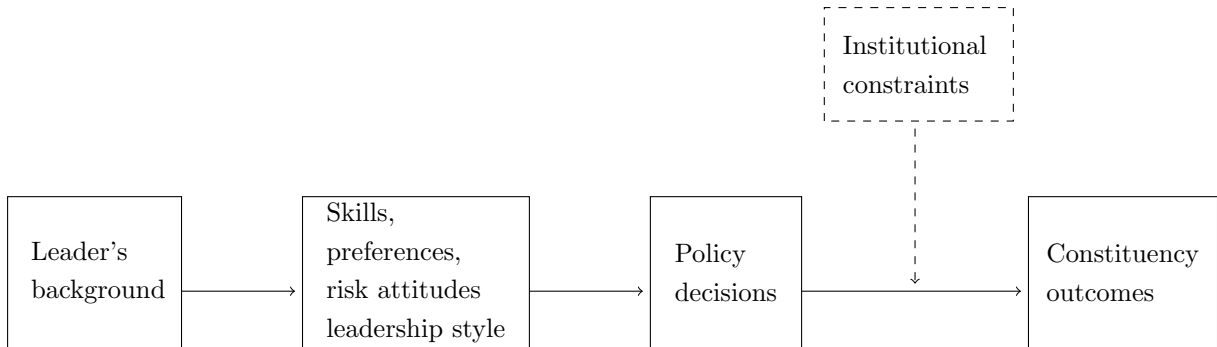 Institutional
constraints
Leader’s
background
Skills,
preferences,
risk attitudes
leadership style
Policy
decisions
Constituency
outcomes